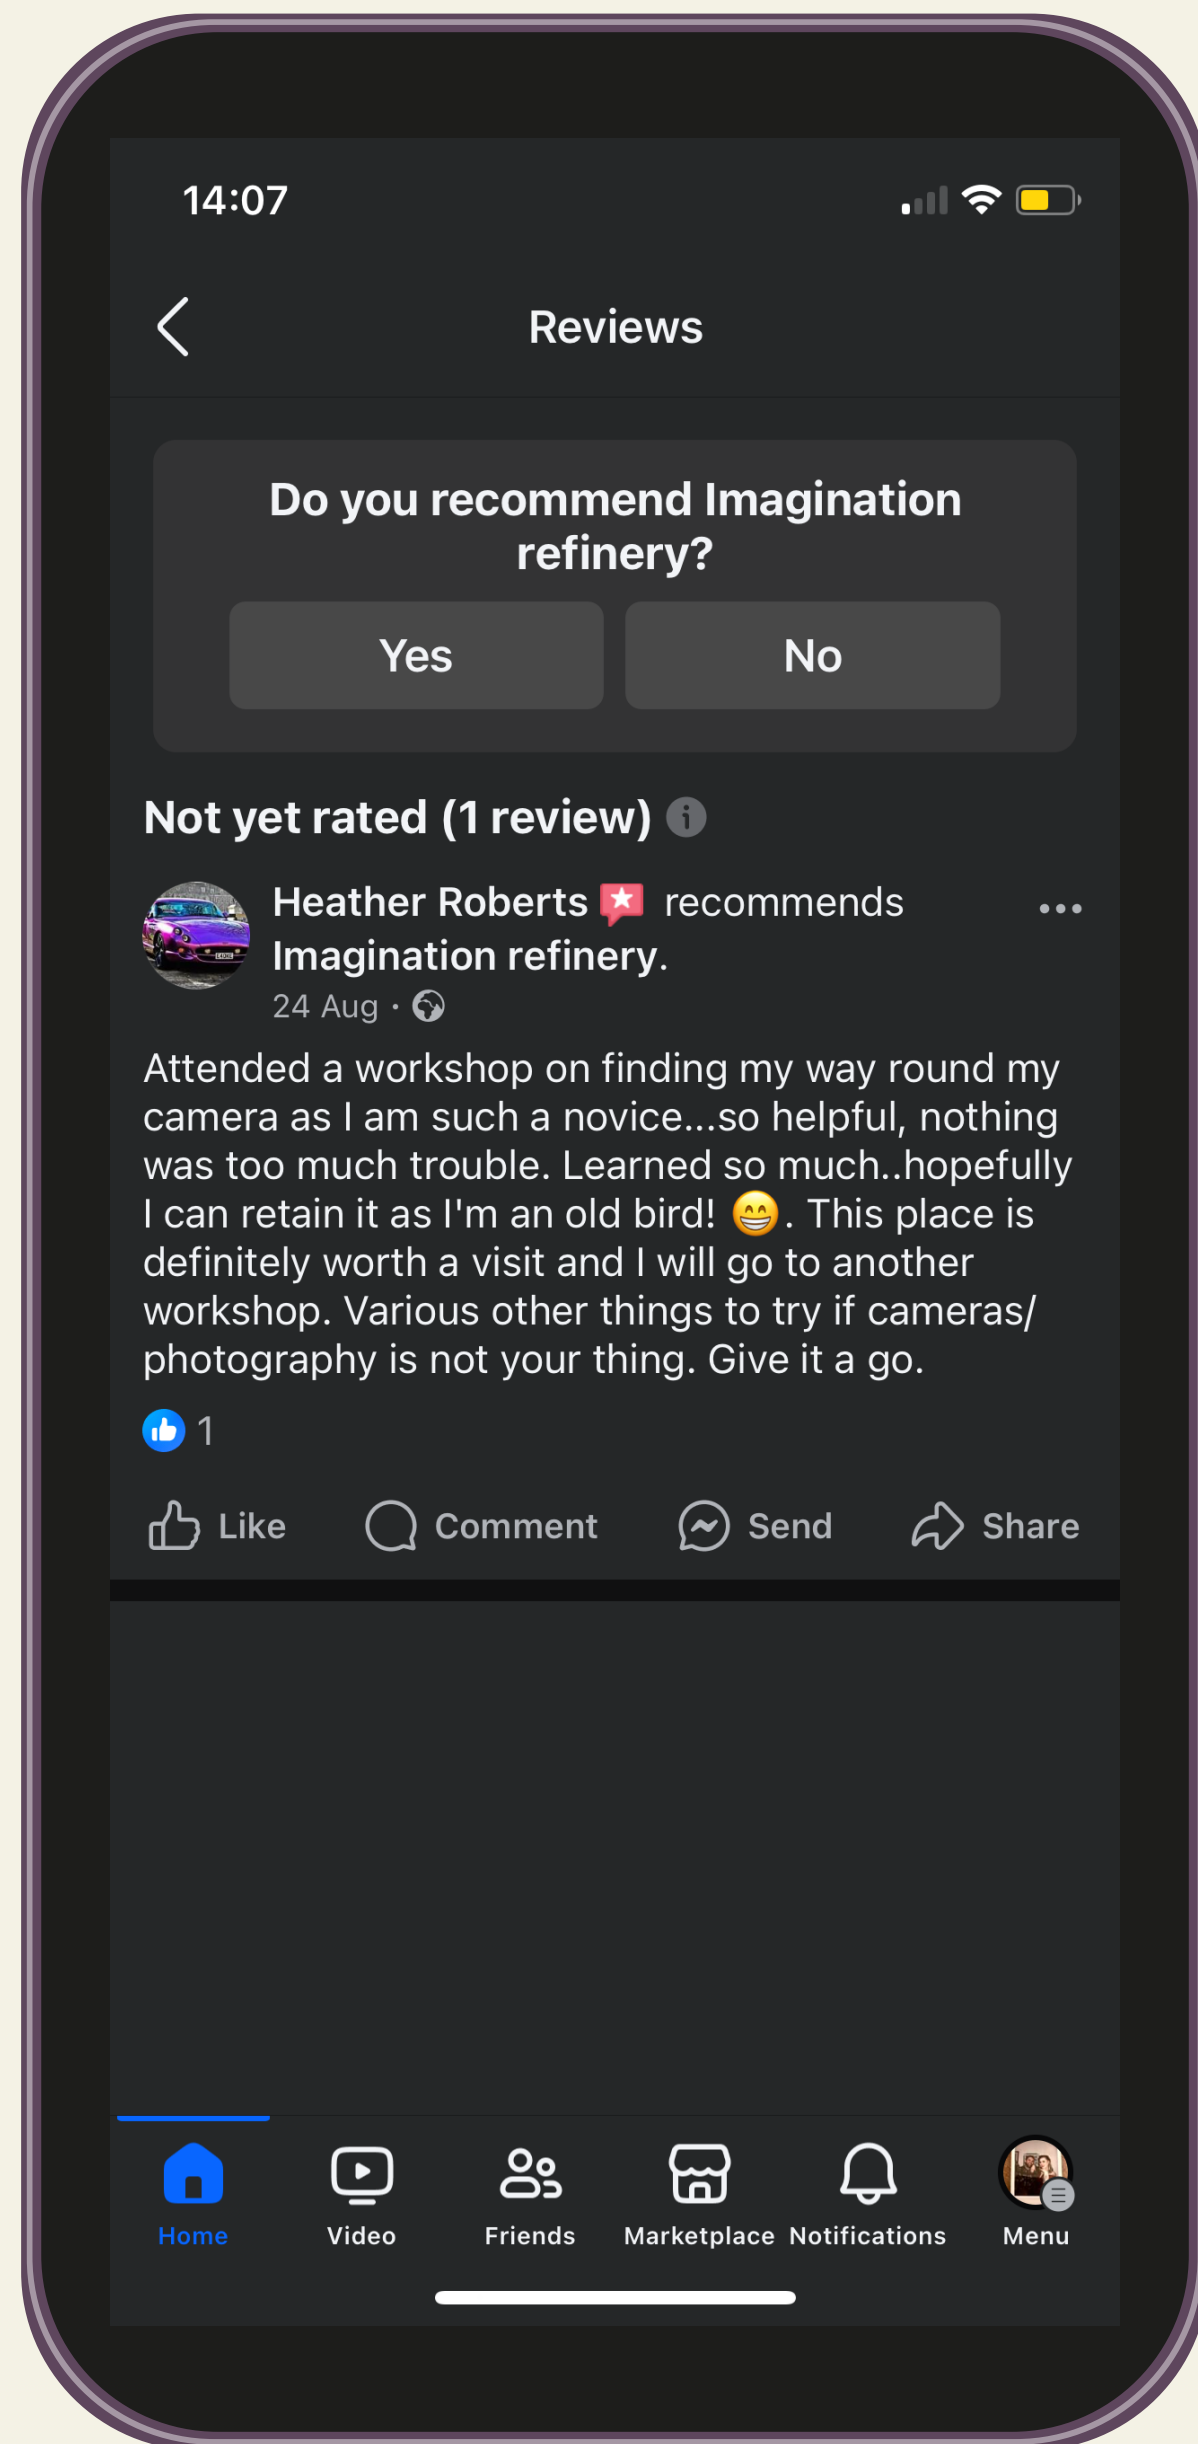 14:07
Reviews
Do you recommend Imagination
refinery?
Yes
No
Not yet rated (1 review)
Heather Roberts recommends
Imagination refinery.
24 Aug ·
Attended a workshop on finding my way round my
camera as I am such a novice...so helpful, nothing
was too much trouble. Learned so much..hopefully
I can retain it as I'm an old bird! 😁. This place is
definitely worth a visit and I will go to another
workshop. Various other things to try if cameras/
photography is not your thing. Give it a go.
1
Like
Comment
Send
Share
Home
Video
Friends
Marketplace
Notifications
Menu